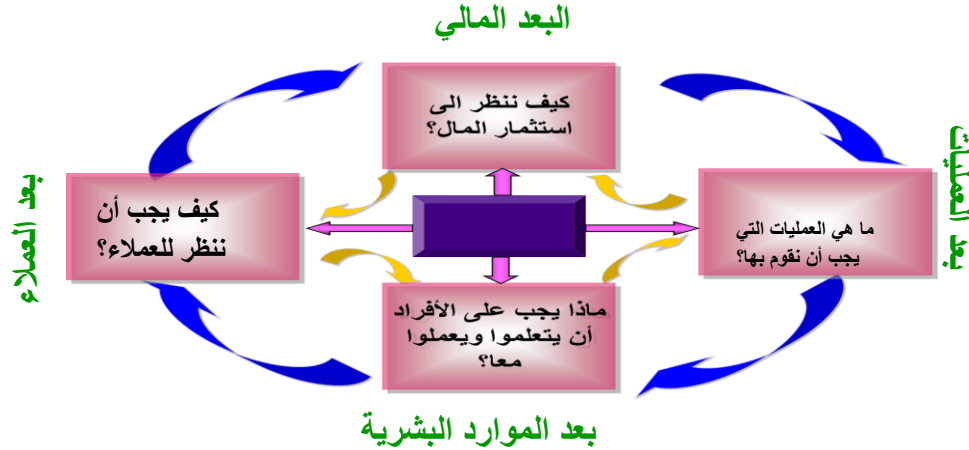 البعد المالي
كيف ننظر الى
استثمار المال؟
بعد العمليات
ما هي العمليات التي
يجب أن نقوم بها؟
بعد العملاء
كيف يجب أن
ننظر للعملاء؟
ماذا يجب على الأفراد
أن يتعلموا ويعملوا
معا؟
بعد الموارد البشرية